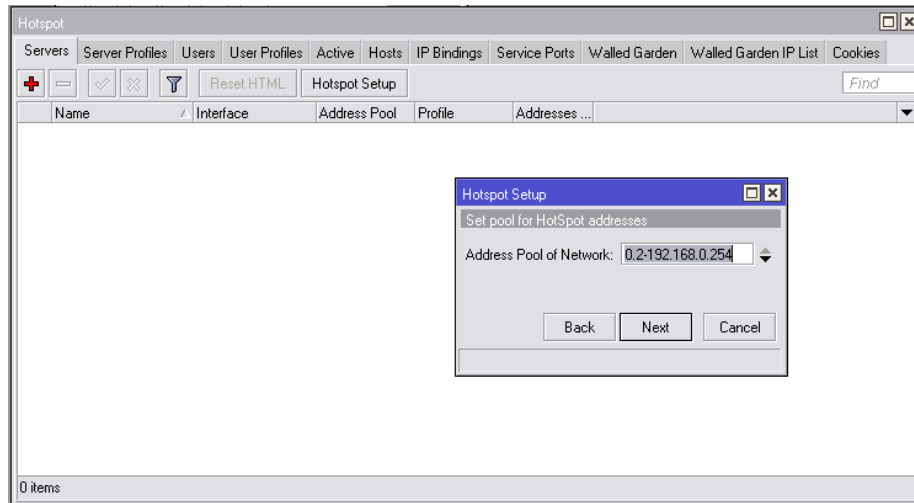 Hotspot
Servers Server Profiles Users User Profiles Active Hosts IP Bindings Service Ports Walled Garden Walled Garden IP List Cookies
Reset HTML Hotspot Setup Find
Name Interface Address Pool Profile Addresses ...
Hotspot Setup
Set pool for HotSpot addresses
Address Pool of Network: 0.2-192.168.0.254
Back Next Cancel
0 items